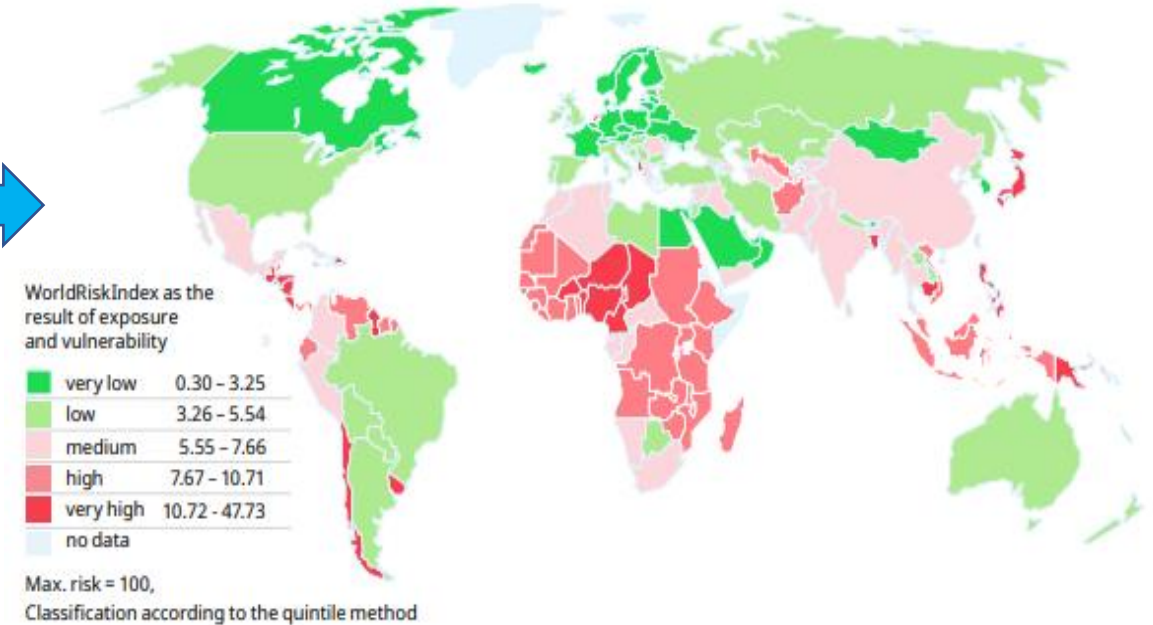 WorldRiskIndex as the
result of exposure
and vulnerability
very low 0.30 – 3.25
low 3.26 – 5.54
medium 5.55 – 7.66
high 7.67 – 10.71
very high 10.72 - 47.73
no data
Max. risk = 100,
Classification according to the quintile method